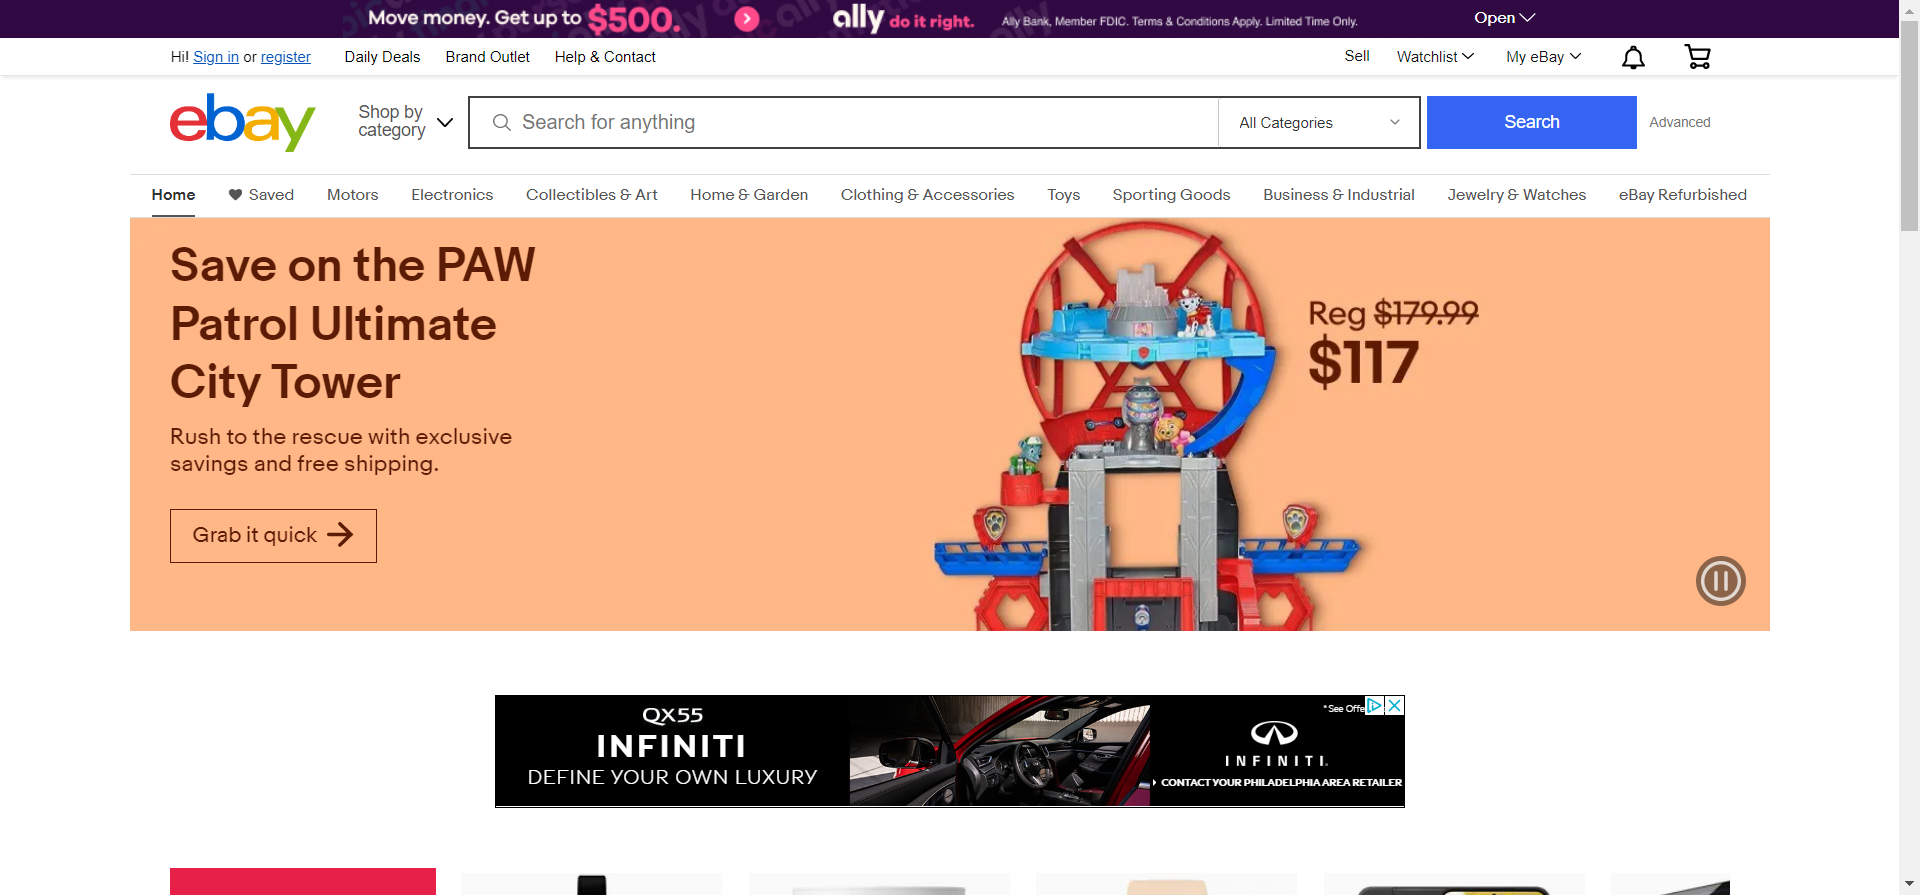 Move money. Get up to $500.
ally do it right.
Ally Bank, Member FDIC. Terms & Conditions Apply. Limited Time Only.
Open
Hi! Sign in or register
Daily Deals
Brand Outlet
Help & Contact
Sell
Watchlist
My eBay
ebay
Shop by
category
Search for anything
All Categories
Search
Advanced
Home
Saved
Motors
Electronics
Collectibles & Art
Home & Garden
Clothing & Accessories
Toys
Sporting Goods
Business & Industrial
Jewelry & Watches
eBay Refurbished
Save on the PAW
Patrol Ultimate
City Tower
Rush to the rescue with exclusive
savings and free shipping.
Grab it quick
Reg $179.99
$117
QX55
INFINITI
DEFINE YOUR OWN LUXURY
*See Offe
INFINITI.
CONTACT YOUR PHILADELPHIA AREA RETAILER